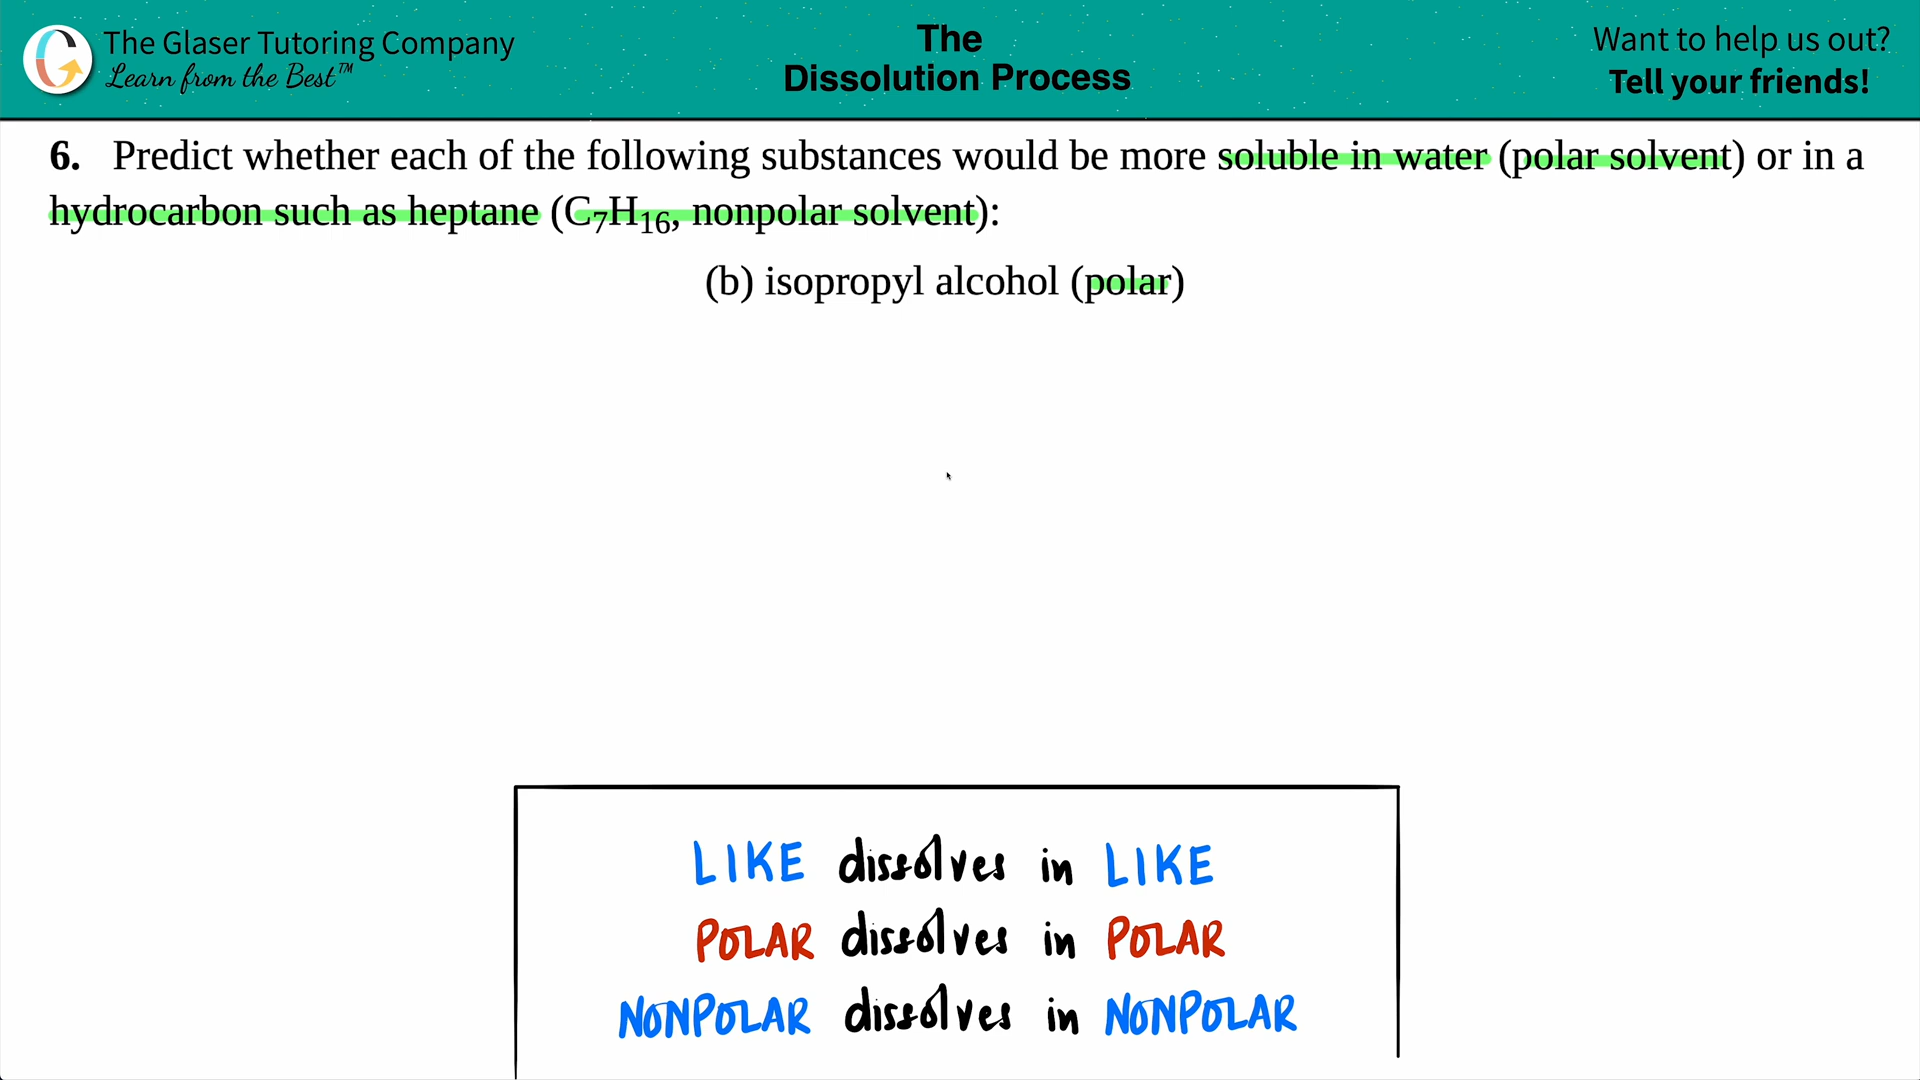 The Glaser Tutoring Company
Learn from the Best™
The
Dissolution Process
Want to help us out?
Tell your friends!
6. Predict whether each of the following substances would be more soluble in water (polar solvent) or in a
hydrocarbon such as heptane (C₇H₁₆, nonpolar solvent):
(b) isopropyl alcohol (polar)
LIKE dissolves in LIKE
POLAR dissolves in POLAR
NONPOLAR dissolves in NONPOLAR